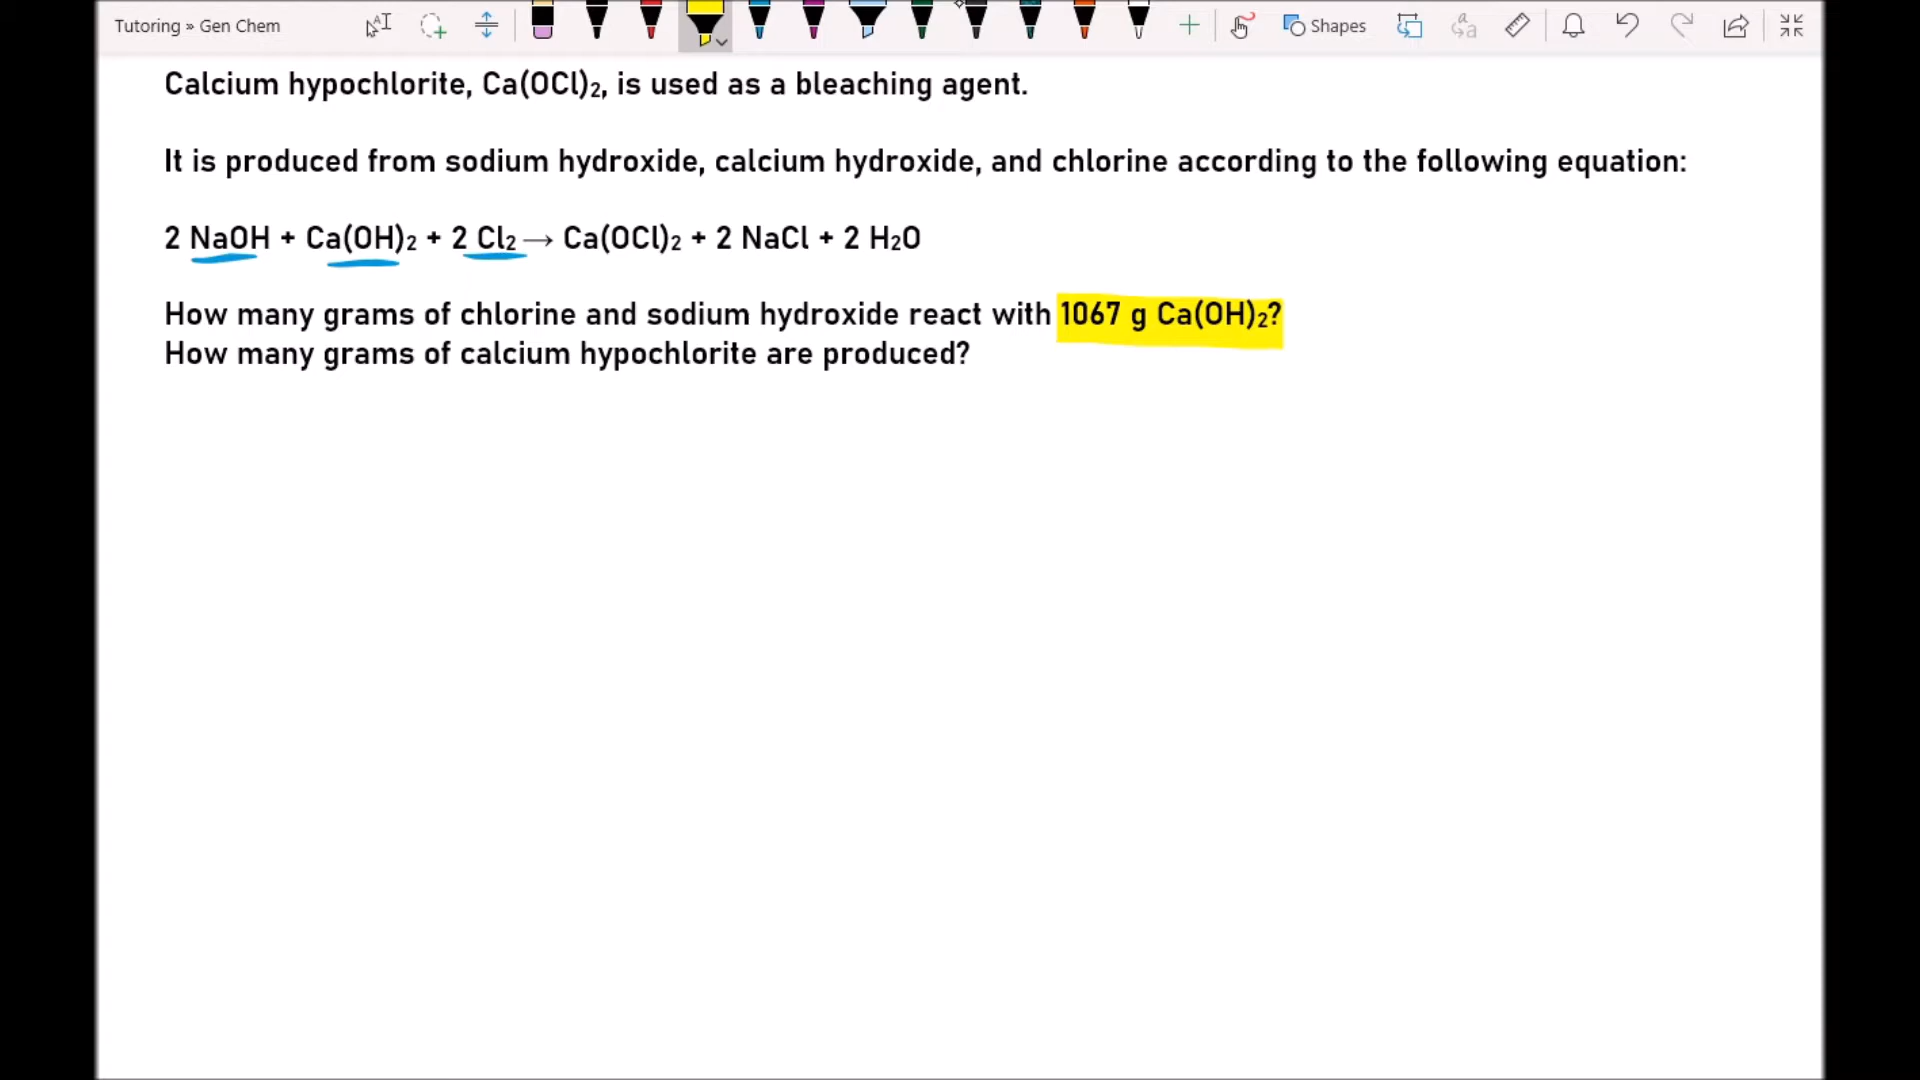 Tutoring » Gen Chem
Shapes
Calcium hypochlorite, Ca(OCl)₂, is used as a bleaching agent.
It is produced from sodium hydroxide, calcium hydroxide, and chlorine according to the following equation:
2 NaOH + Ca(OH)₂ + 2 Cl₂ → Ca(OCl)₂ + 2 NaCl + 2 H₂O
How many grams of chlorine and sodium hydroxide react with 1067 g Ca(OH)₂?
How many grams of calcium hypochlorite are produced?